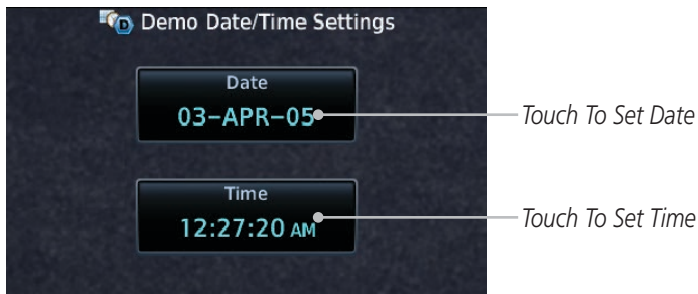 Demo Date/Time Settings
Date
03-APR-05
Touch To Set Date
Time
12:27:20 AM
Touch To Set Time